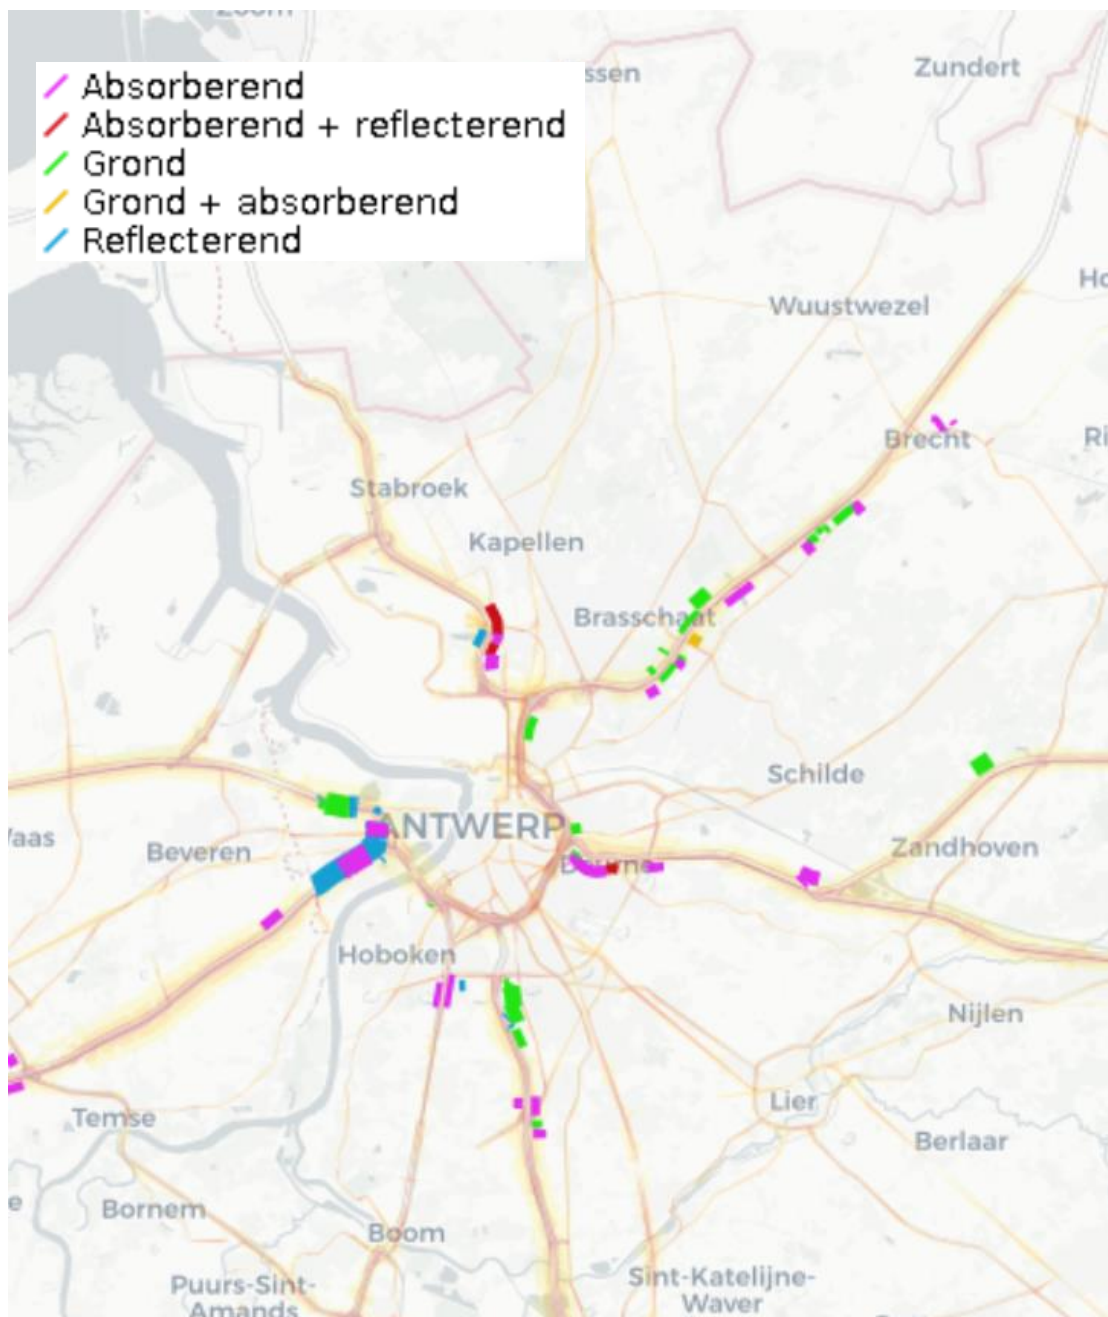 Absorberend
Absorberend + reflecterend
Grond
Grond + absorberend
Reflecterend
Zundert
Wuustwezel
Brecht
Stabroek
Kapellen
Brasschaat
Schilde
ANTWERP
Beveren
Zandhoven
Hoboken
Nijlen
Lier
Temse
Berlaar
Bornem
Boom
Puurs-Sint-
Amands
Sint-Katelijne-
Waver